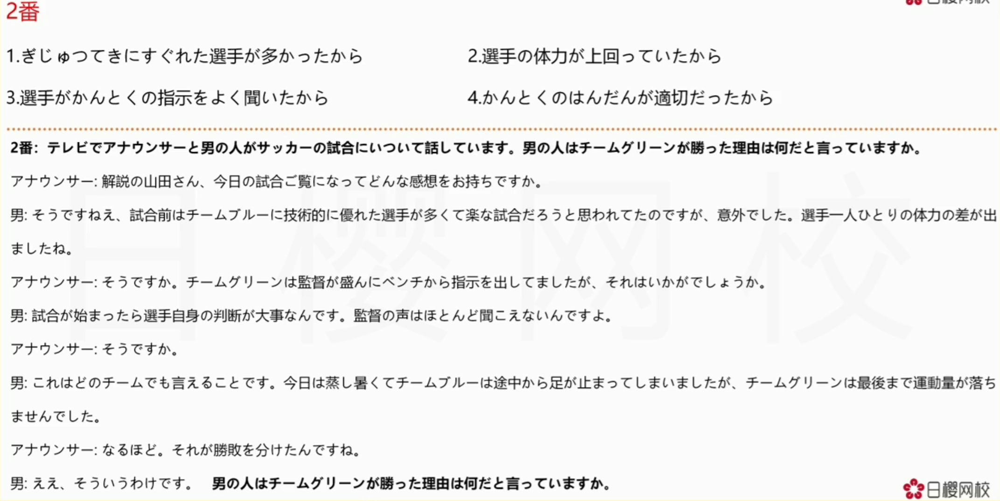 2番
1.ぎじゅつてきにすぐれた選手が多かったから
2.選手の体力が上回っていたから
3.選手がかんとくの指示をよく聞いたから
4.かんとくのはんだんが適切だったから
2番：テレビでアナウンサーと男の人がサッカーの試合にいついて話しています。男の人はチームグリーンが勝った理由は何だと言っていますか。
アナウンサー: 解説の山田さん、今日の試合ご覧になってどんな感想をお持ちですか。
男: そうですねえ、試合前はチームブルーに技術的に優れた選手が多くて楽な試合だろうと思われてたのですが、意外でした。選手一人ひとりの体力の差が出
ましたね。
アナウンサー: そうですか。チームグリーンは監督が盛んにベンチから指示を出してましたが、それはいかがでしょうか。
男: 試合が始まったら選手自身の判断が大事なんです。監督の声はほとんど聞こえないんですよ。
アナウンサー: そうですか。
男: これはどのチームでも言えることです。今日は蒸し暑くてチームブルーは途中から足が止まってしまいましたが、チームグリーンは最後まで運動量が落ち
ませんでした。
アナウンサー: なるほど。それが勝敗を分けたんですね。
男: ええ、そういうわけです。 男の人はチームグリーンが勝った理由は何だと言っていますか。
日樱网校
日樱网校